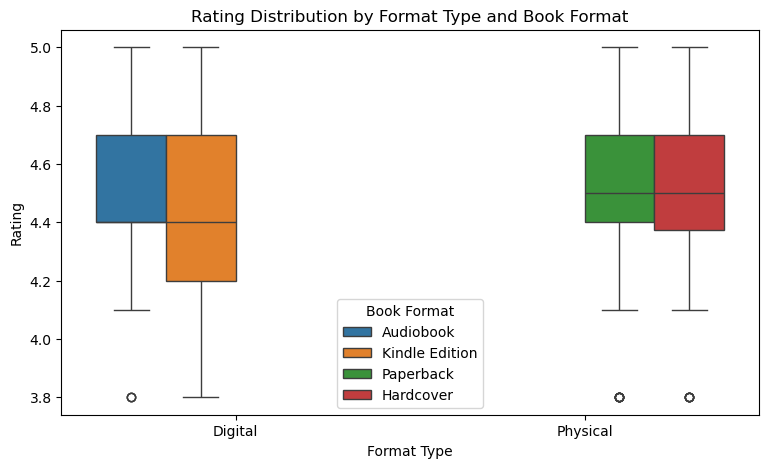 Rating Distribution by Format Type and Book Format
5.0
4.8
4.6
4.4
4.2
4.0
3.8
Rating
Book Format
Audiobook
Kindle Edition
Paperback
Hardcover
Digital
Physical
Format Type